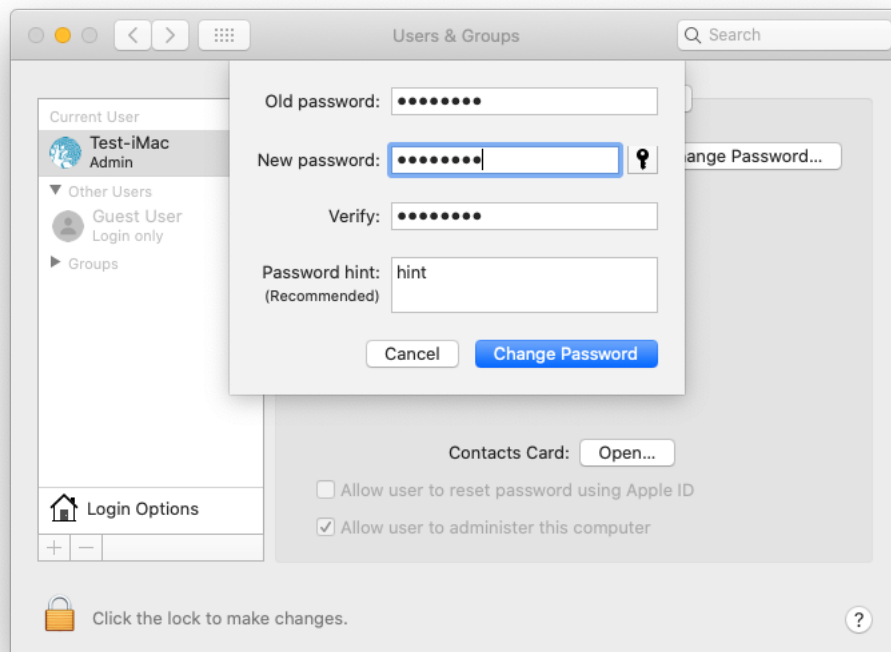 Users & Groups
Search
Old password: ••••••••
Current User
Test-iMac
Admin
New password: ••••••••
ange Password...
Other Users
Guest User
Login only
Verify: ••••••••
Groups
Password hint: hint
(Recommended)
Cancel
Change Password
Contacts Card: Open...
Allow user to reset password using Apple ID
Login Options
Allow user to administer this computer
Click the lock to make changes.
?